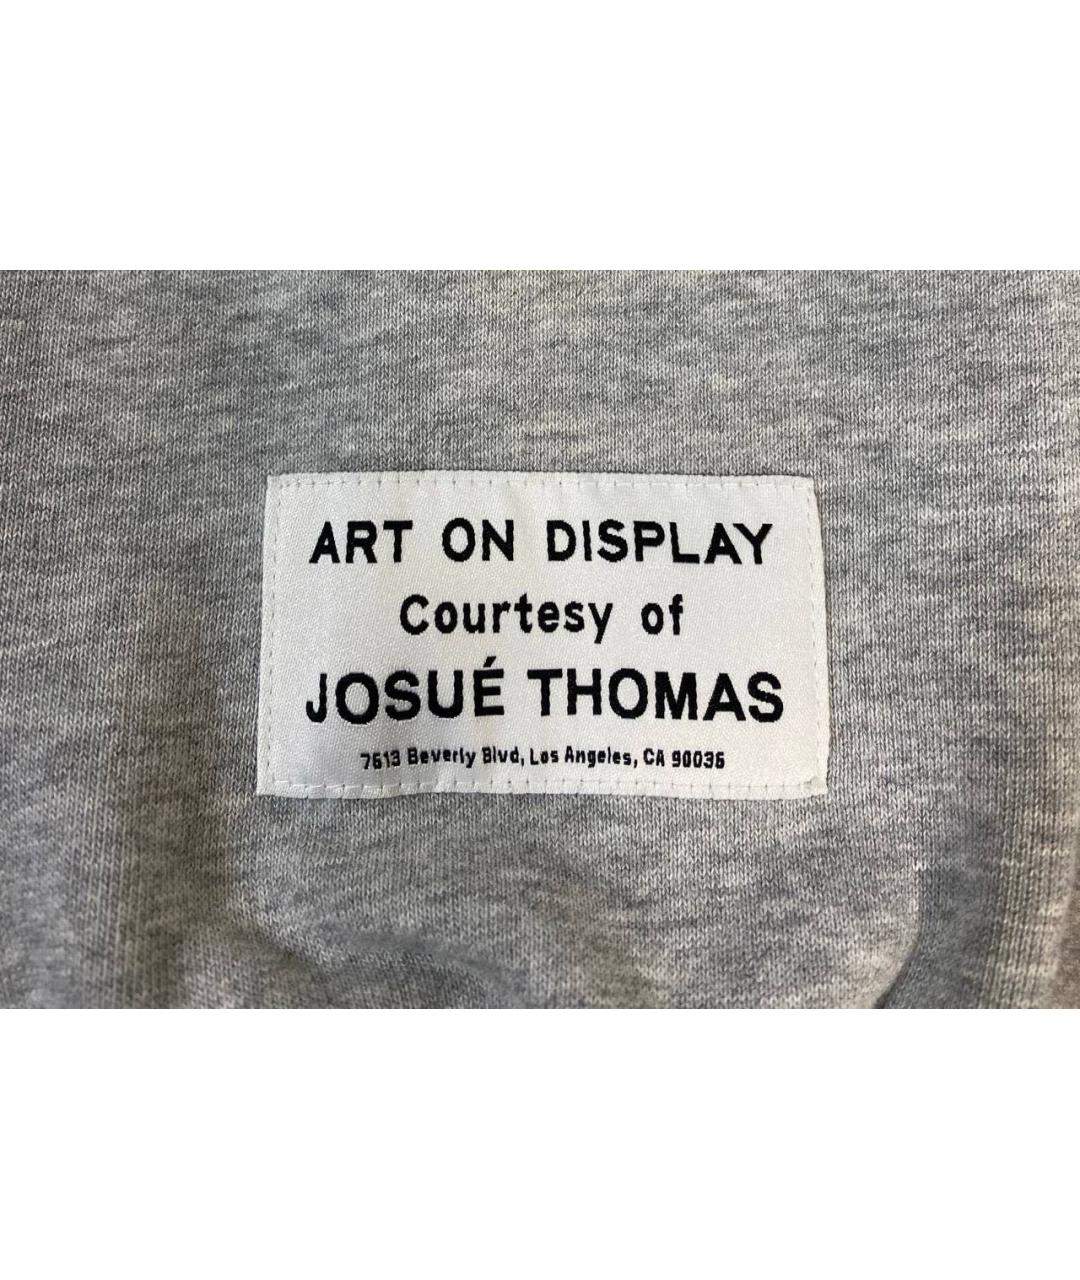 ART ON DISPLAY
Courtesy of
JOSUÉ THOMAS
7613 Beverly Blvd, Los Angeles, CA 90036